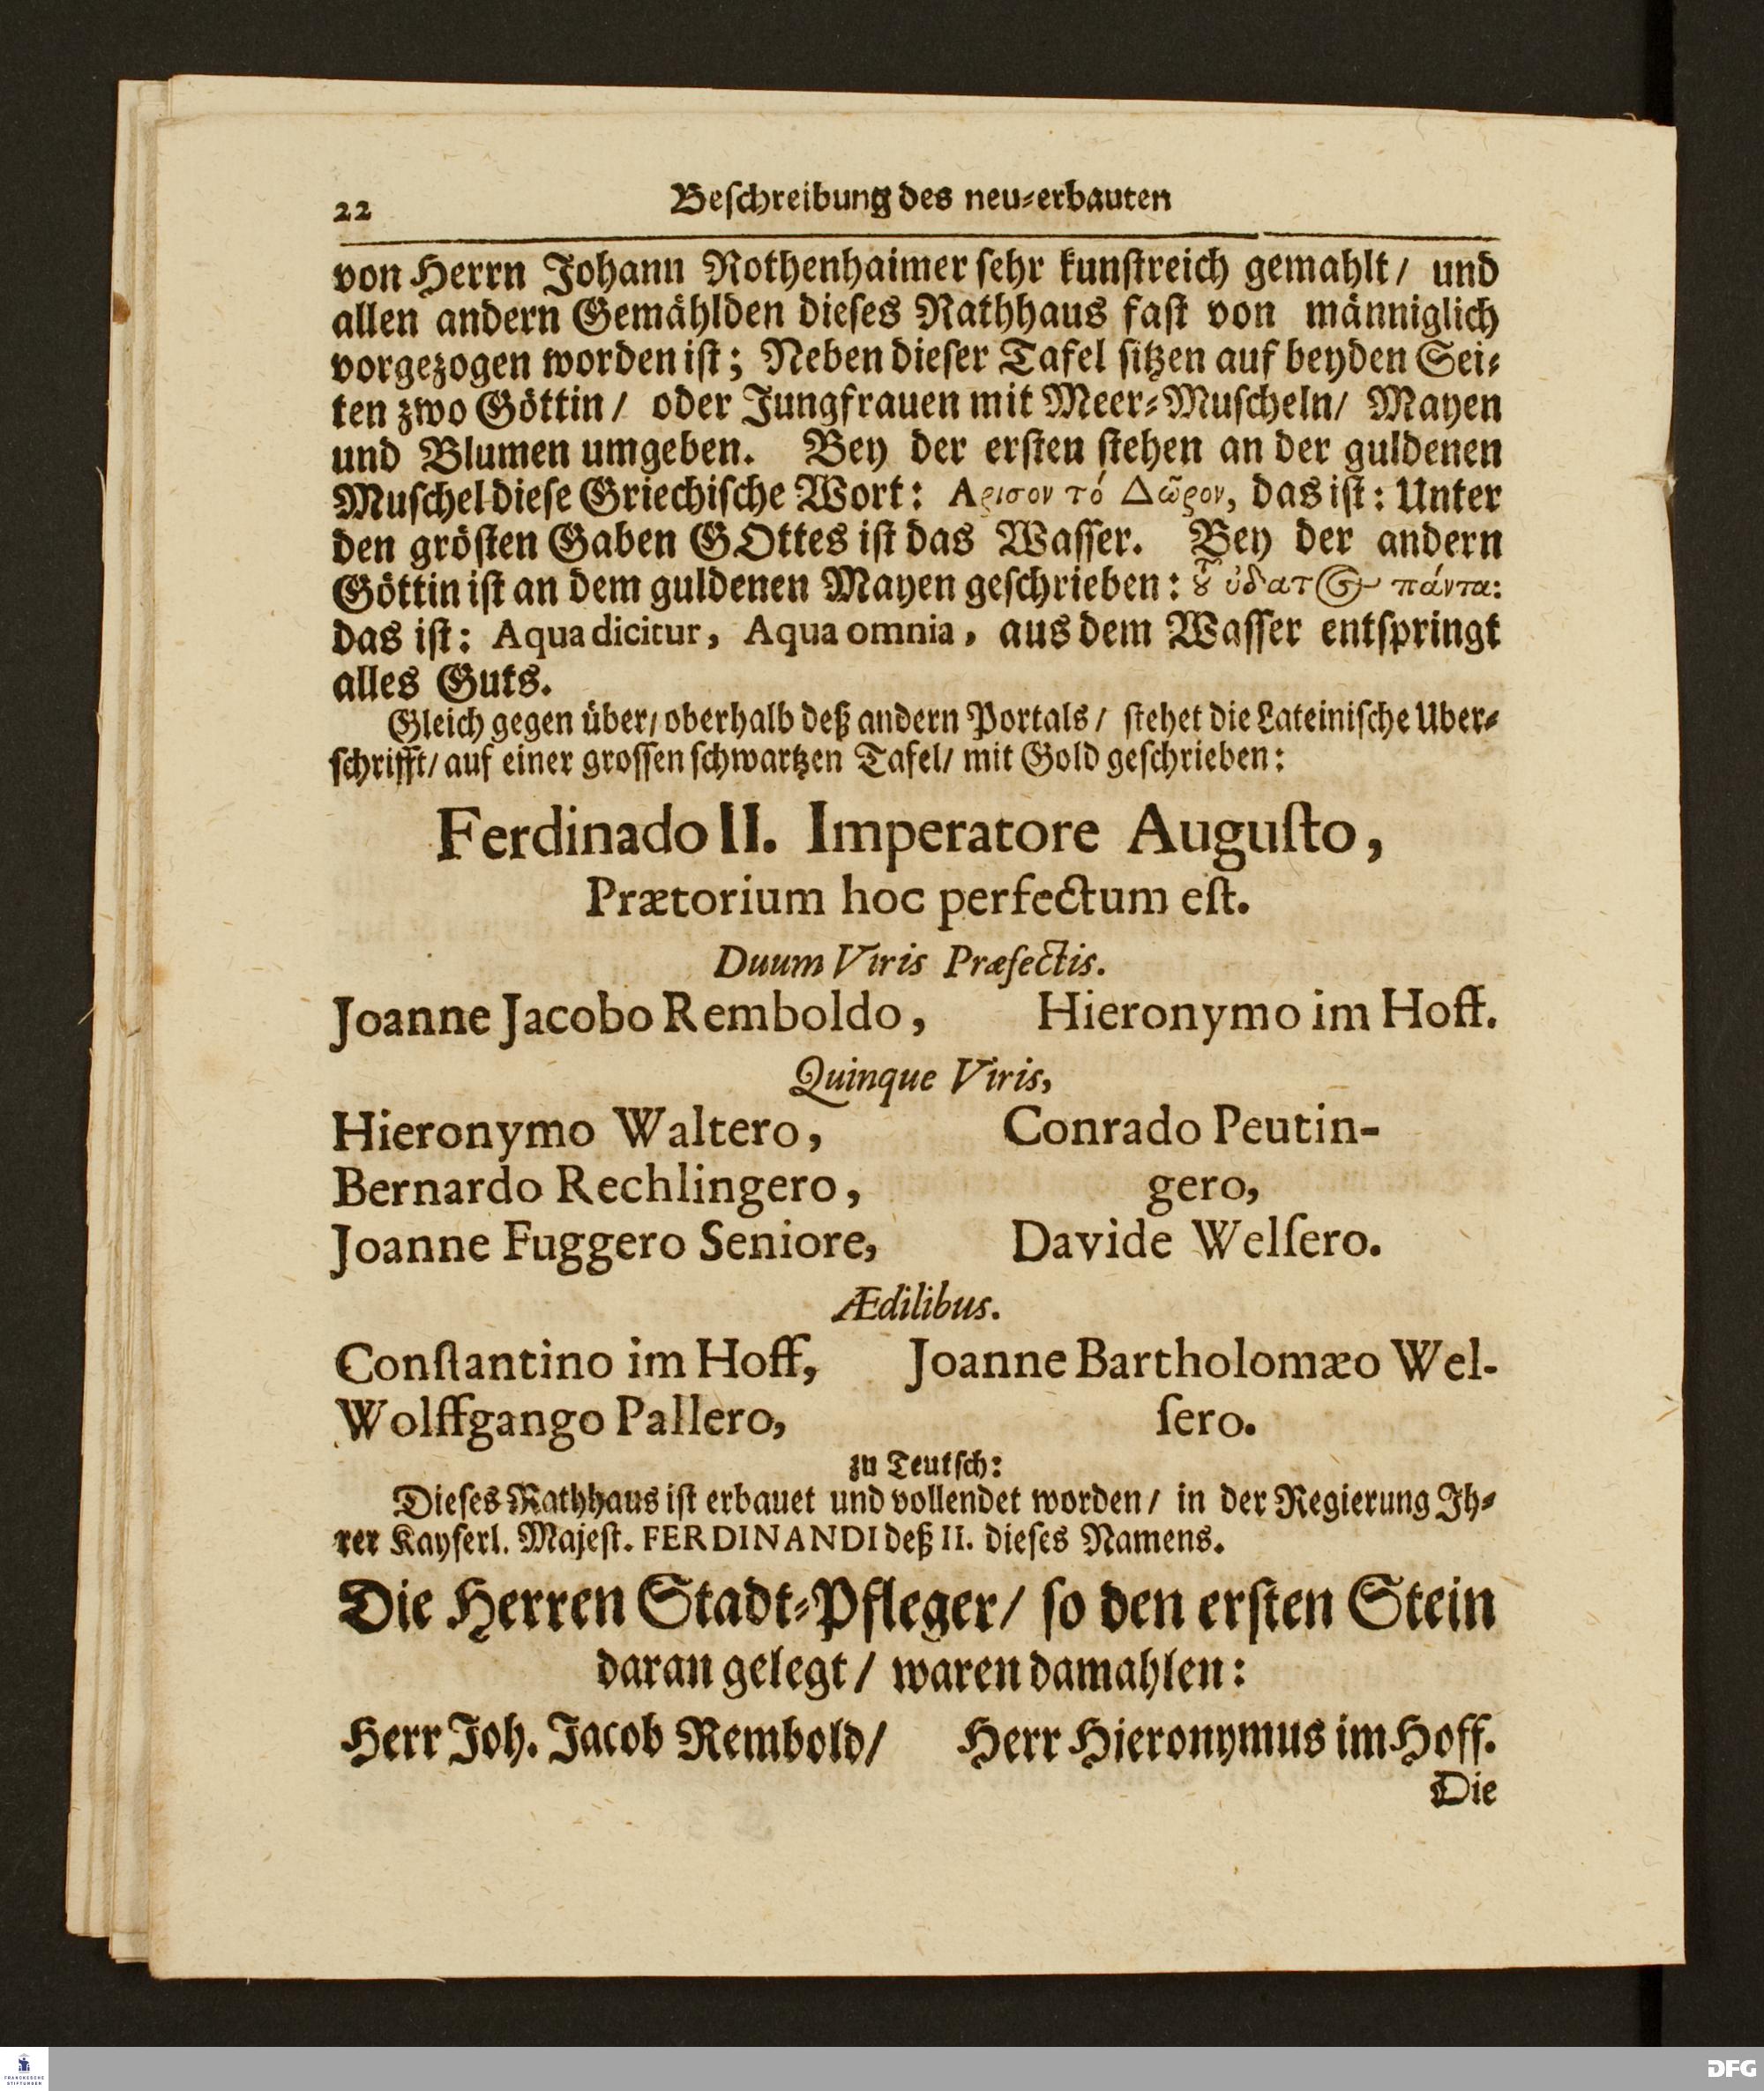 22 Beſchreibung des neu-erbauten
von Herrn Johann Rothenhaimer ſehr kunſtreich gemahlt/ und
allen andern Gemählden dieſes Rathhaus faſt von männiglich
vorgezogen worden iſt; Neben dieſer Tafel ſitzen auf beyden Sei-
ten zwo Göttin/ oder Jungfrauen mit Meer-Muſcheln/ Mayen
und Blumen umgeben. Bey der erſten ſtehen an der guldenen
Muſchel dieſe Griechiſche Wort: Αριϛον τό Δῶρον, das iſt: Unter
den gröſten Gaben GOttes iſt das Waſſer. Bey der andern
Göttin iſt an dem guldenen Mayen geſchrieben: ὑδατ πάντα:
das iſt: Aqua dicitur, Aqua omnia, aus dem Waſſer entſpringt
alles Guts.
Gleich gegen über/ oberhalb deß andern Portals/ ſtehet die Lateiniſche Uber-
ſchrifft/ auf einer groſſen ſchwartzen Tafel/ mit Gold geſchrieben:
Ferdinado II. Imperatore Auguſto,
Prætorium hoc perfectum eſt.
Duum Viris Præfectis.
Joanne Jacobo Remboldo, Hieronymo im Hoff.
Quinque Viris,
Hieronymo Waltero, Conrado Peutin-
Bernardo Rechlingero, gero,
Joanne Fuggero Seniore, Davide Welſero.
Ædilibus.
Conſtantino im Hoff, Joanne Bartholomæo Wel-
Wolffgango Pallero, ſero.
zu Teutſch:
Dieſes Rathhaus iſt erbauet und vollendet worden/ in der Regierung Ih-
rer Kayſerl. Majeſt. FERDINANDI deß II. dieſes Namens.
Die Herren Stadt-Pfleger/ ſo den erſten Stein
daran gelegt/ waren damahlen:
Herr Joh. Jacob Rembold/ Herr Hieronymus im Hoff.
Die
FRANCKESCHE
STIFTUNGEN
DFG